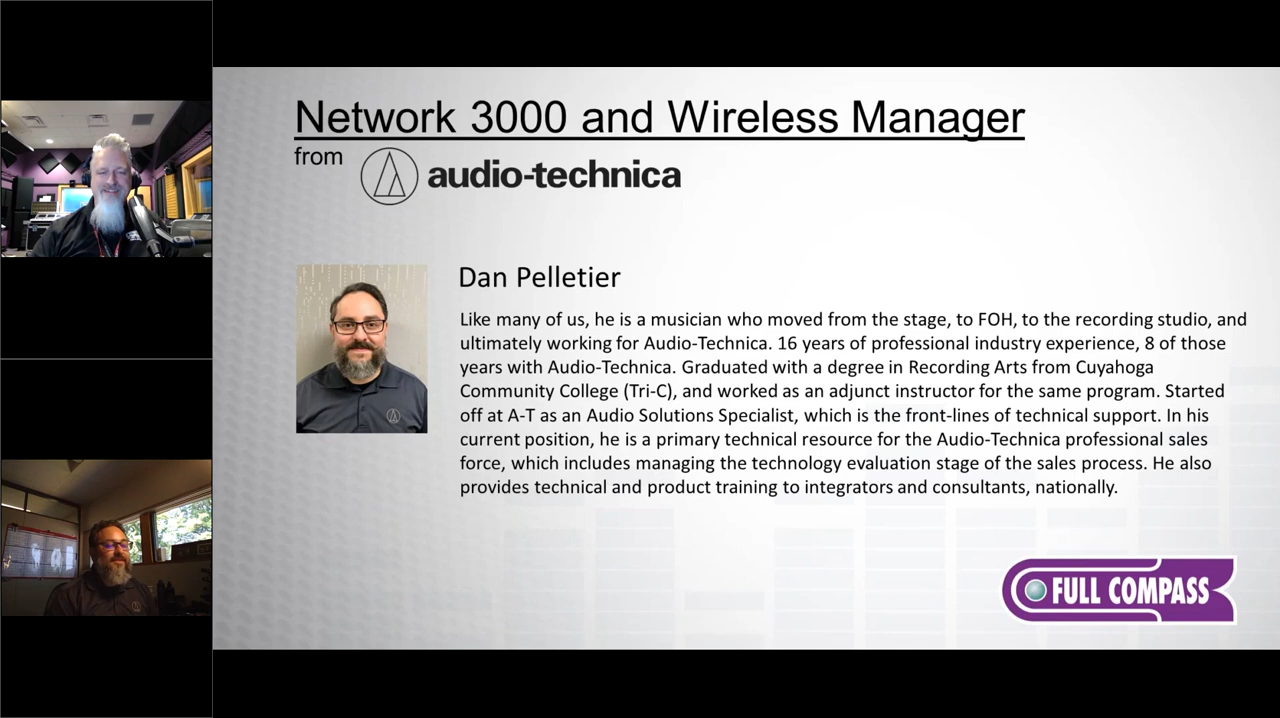 Network 3000 and Wireless Manager
from
audio-technica
Dan Pelletier
Like many of us, he is a musician who moved from the stage, to FOH, to the recording studio, and
ultimately working for Audio-Technica. 16 years of professional industry experience, 8 of those
years with Audio-Technica. Graduated with a degree in Recording Arts from Cuyahoga
Community College (Tri-C), and worked as an adjunct instructor for the same program. Started
off at A-T as an Audio Solutions Specialist, which is the front-lines of technical support. In his
current position, he is a primary technical resource for the Audio-Technica professional sales
force, which includes managing the technology evaluation stage of the sales process. He also
provides technical and product training to integrators and consultants, nationally.
FULL COMPASS